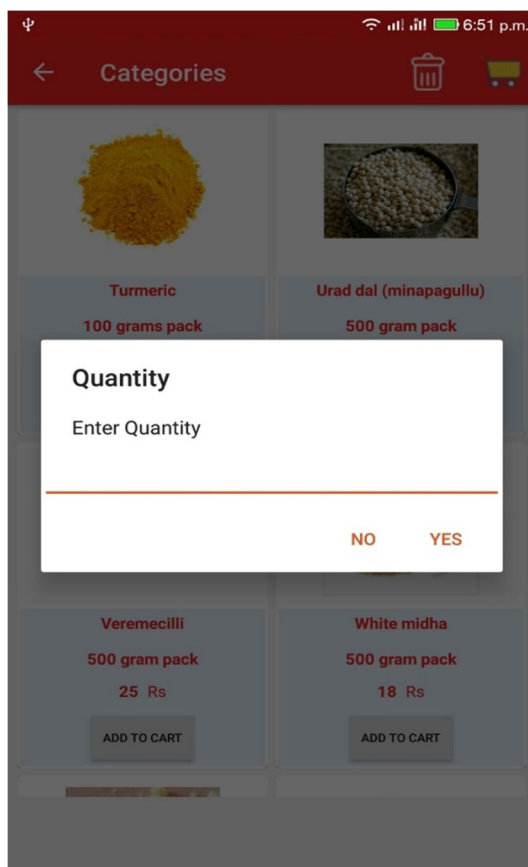 6:51 p.m.
Categories
Turmeric
100 grams pack
Urad dal (minapagullu)
500 gram pack
Quantity
Enter Quantity
NO YES
Veremecilli
500 gram pack
25 Rs
ADD TO CART
White midha
500 gram pack
18 Rs
ADD TO CART